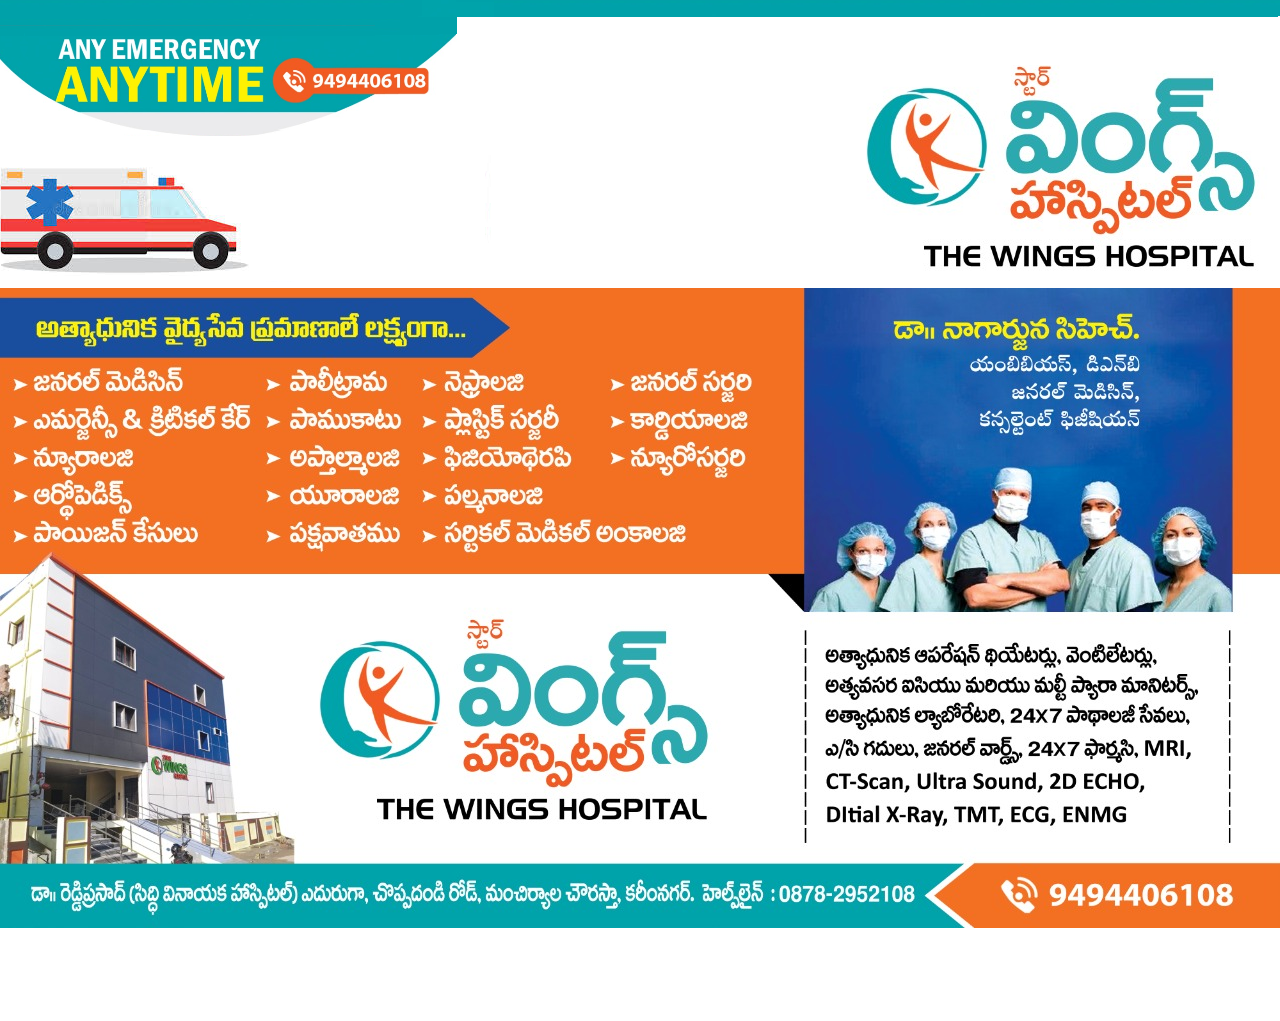 ANY EMERGENCY
ANYTIME
9494406108
స్టార్
వింగ్స్
హాస్పిటల్
THE WINGS HOSPITAL
అత్యాధునిక వైద్యసేవ ప్రమాణాలే లక్ష్యంగా...
జనరల్ మెడిసిన్
ఎమర్జెన్సీ & క్రిటికల్ కేర్
న్యూరాలజి
ఆర్థోపెడిక్స్
పాయిజన్ కేసులు
పాలీట్రామ
పాముకాటు
అప్తాల్మాలజి
యూరాలజి
పక్షవాతము
నెఫ్రాలజి
ప్లాస్టిక్ సర్జరీ
ఫిజియోథెరపి
పల్మనాలజి
సర్టికల్ మెడికల్ అంకాలజి
జనరల్ సర్జరి
కార్డియాలజి
న్యూరోసర్జరి
డా॥ నాగార్జున సిహెచ్.
యంబిబియస్, డిఎన్‌బి
జనరల్ మెడిసిన్,
కన్సల్టెంట్ ఫిజీషియన్
స్టార్
వింగ్స్
హాస్పిటల్
THE WINGS HOSPITAL
THE
WINGS
అత్యాధునిక ఆపరేషన్ థియేటర్లు, వెంటిలేటర్లు,
అత్యవసర ఐసియు మరియు మల్టీ ప్యారా మానిటర్స్,
అత్యాధునిక ల్యాబోరేటరి, 24X7 పాథాలజీ సేవలు,
ఎ/సి గదులు, జనరల్ వార్డ్స్, 24X7 ఫార్మసి, MRI,
CT-Scan, Ultra Sound, 2D ECHO,
DItial X-Ray, TMT, ECG, ENMG
డా॥ రెడ్డిప్రసాద్ (సిద్ధి వినాయక హాస్పిటల్) ఎదురుగా, చొప్పదండి రోడ్, మంచిర్యాల చౌరస్తా, కరీంనగర్. హెల్ప్‌లైన్ : 0878-2952108
9494406108